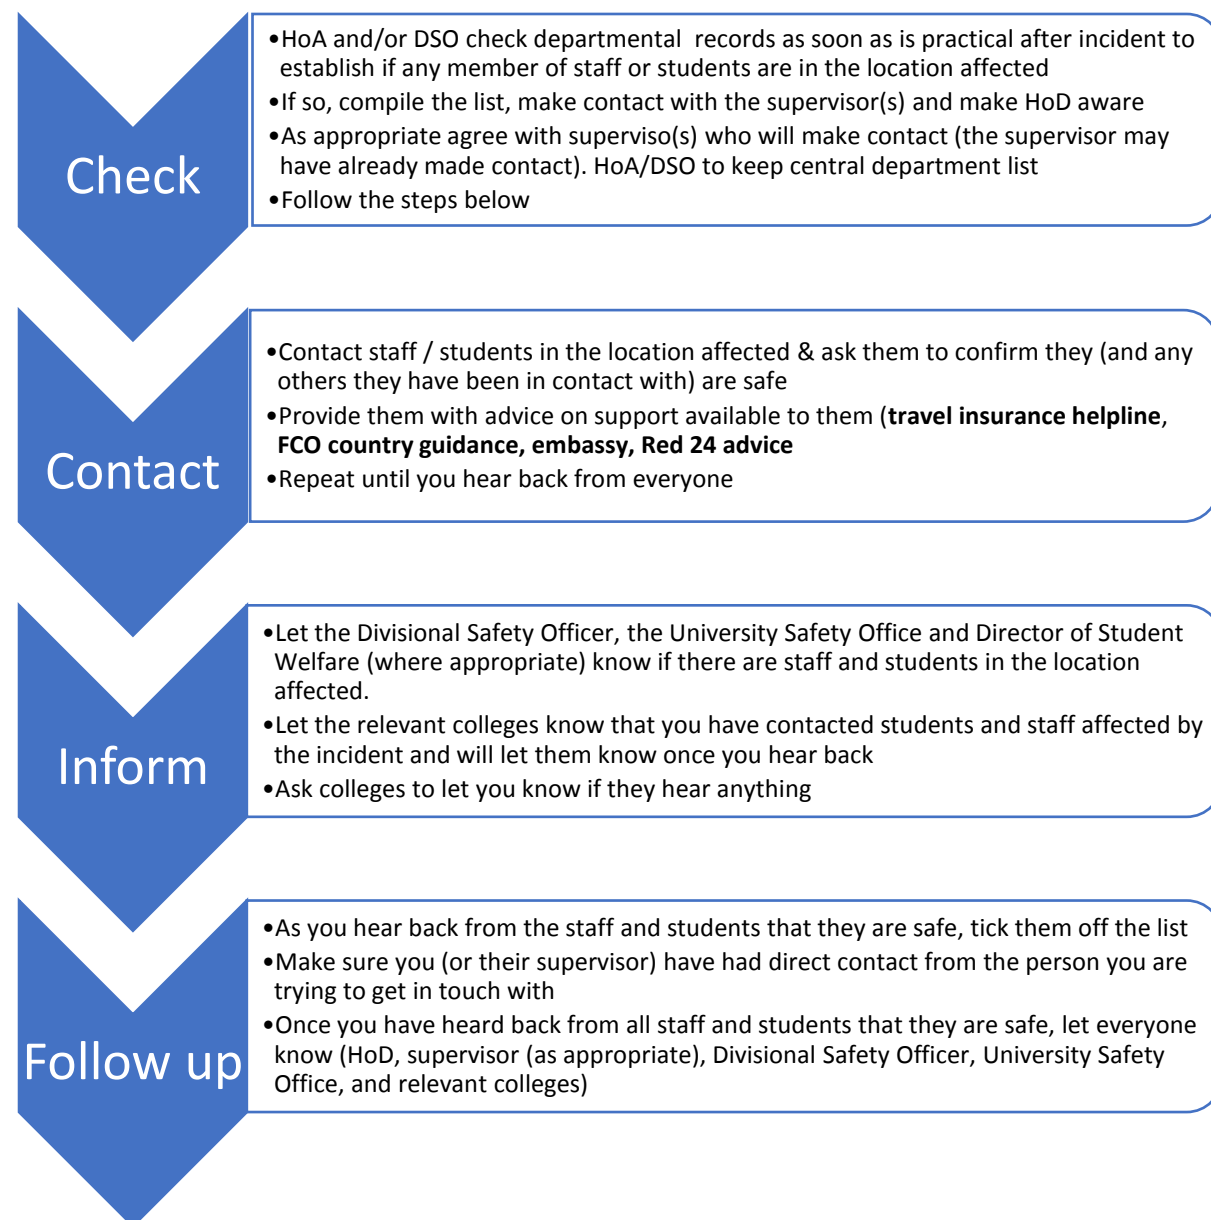 Check
•HoA and/or DSO check departmental  records as soon as is practical after incident to
establish if any member of staff or students are in the location affected
•If so, compile the list, make contact with the supervisor(s) and make HoD aware
•As appropriate agree with superviso(s) who will make contact (the supervisor may
have already made contact). HoA/DSO to keep central department list
•Follow the steps below
Contact
•Contact staff / students in the location affected & ask them to confirm they (and any
others they have been in contact with) are safe
•Provide them with advice on support available to them (travel insurance helpline,
FCO country guidance, embassy, Red 24 advice
•Repeat until you hear back from everyone
Inform
•Let the Divisional Safety Officer, the University Safety Office and Director of Student
Welfare (where appropriate) know if there are staff and students in the location
affected.
•Let the relevant colleges know that you have contacted students and staff affected by
the incident and will let them know once you hear back
•Ask colleges to let you know if they hear anything
Follow up
•As you hear back from the staff and students that they are safe, tick them off the list
•Make sure you (or their supervisor) have had direct contact from the person you are
trying to get in touch with
•Once you have heard back from all staff and students that they are safe, let everyone
know (HoD, supervisor (as appropriate), Divisional Safety Officer, University Safety
Office, and relevant colleges)